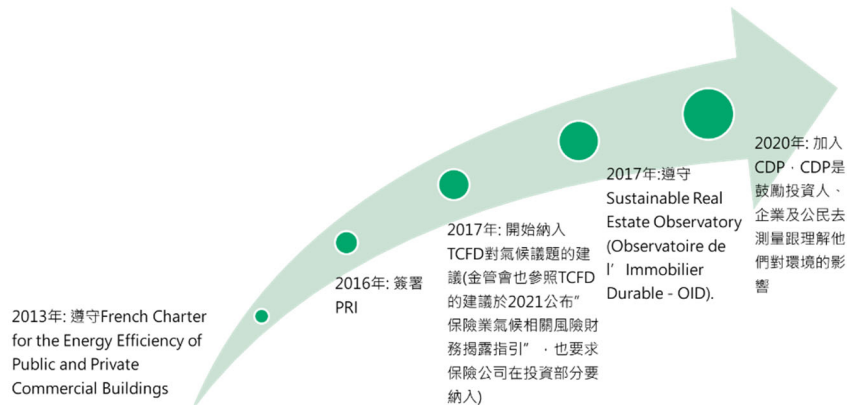 2013年: 遵守French Charter
for the Energy Efficiency of
Public and Private
Commercial Buildings
2016年: 簽署
PRI
2017年: 開始納入
TCFD對氣候議題的建
議(金管會也參照TCFD
的建議於2021公布”
保險業氣候相關風險財
務揭露指引”，也要求
保險公司在投資部分要
納入)
2017年:遵守
Sustainable Real
Estate Observatory
(Observatoire de
l’Immobilier
Durable - OID).
2020年: 加入
CDP，CDP是
鼓勵投資人、
企業及公民去
測量跟理解他
們對環境的影
響